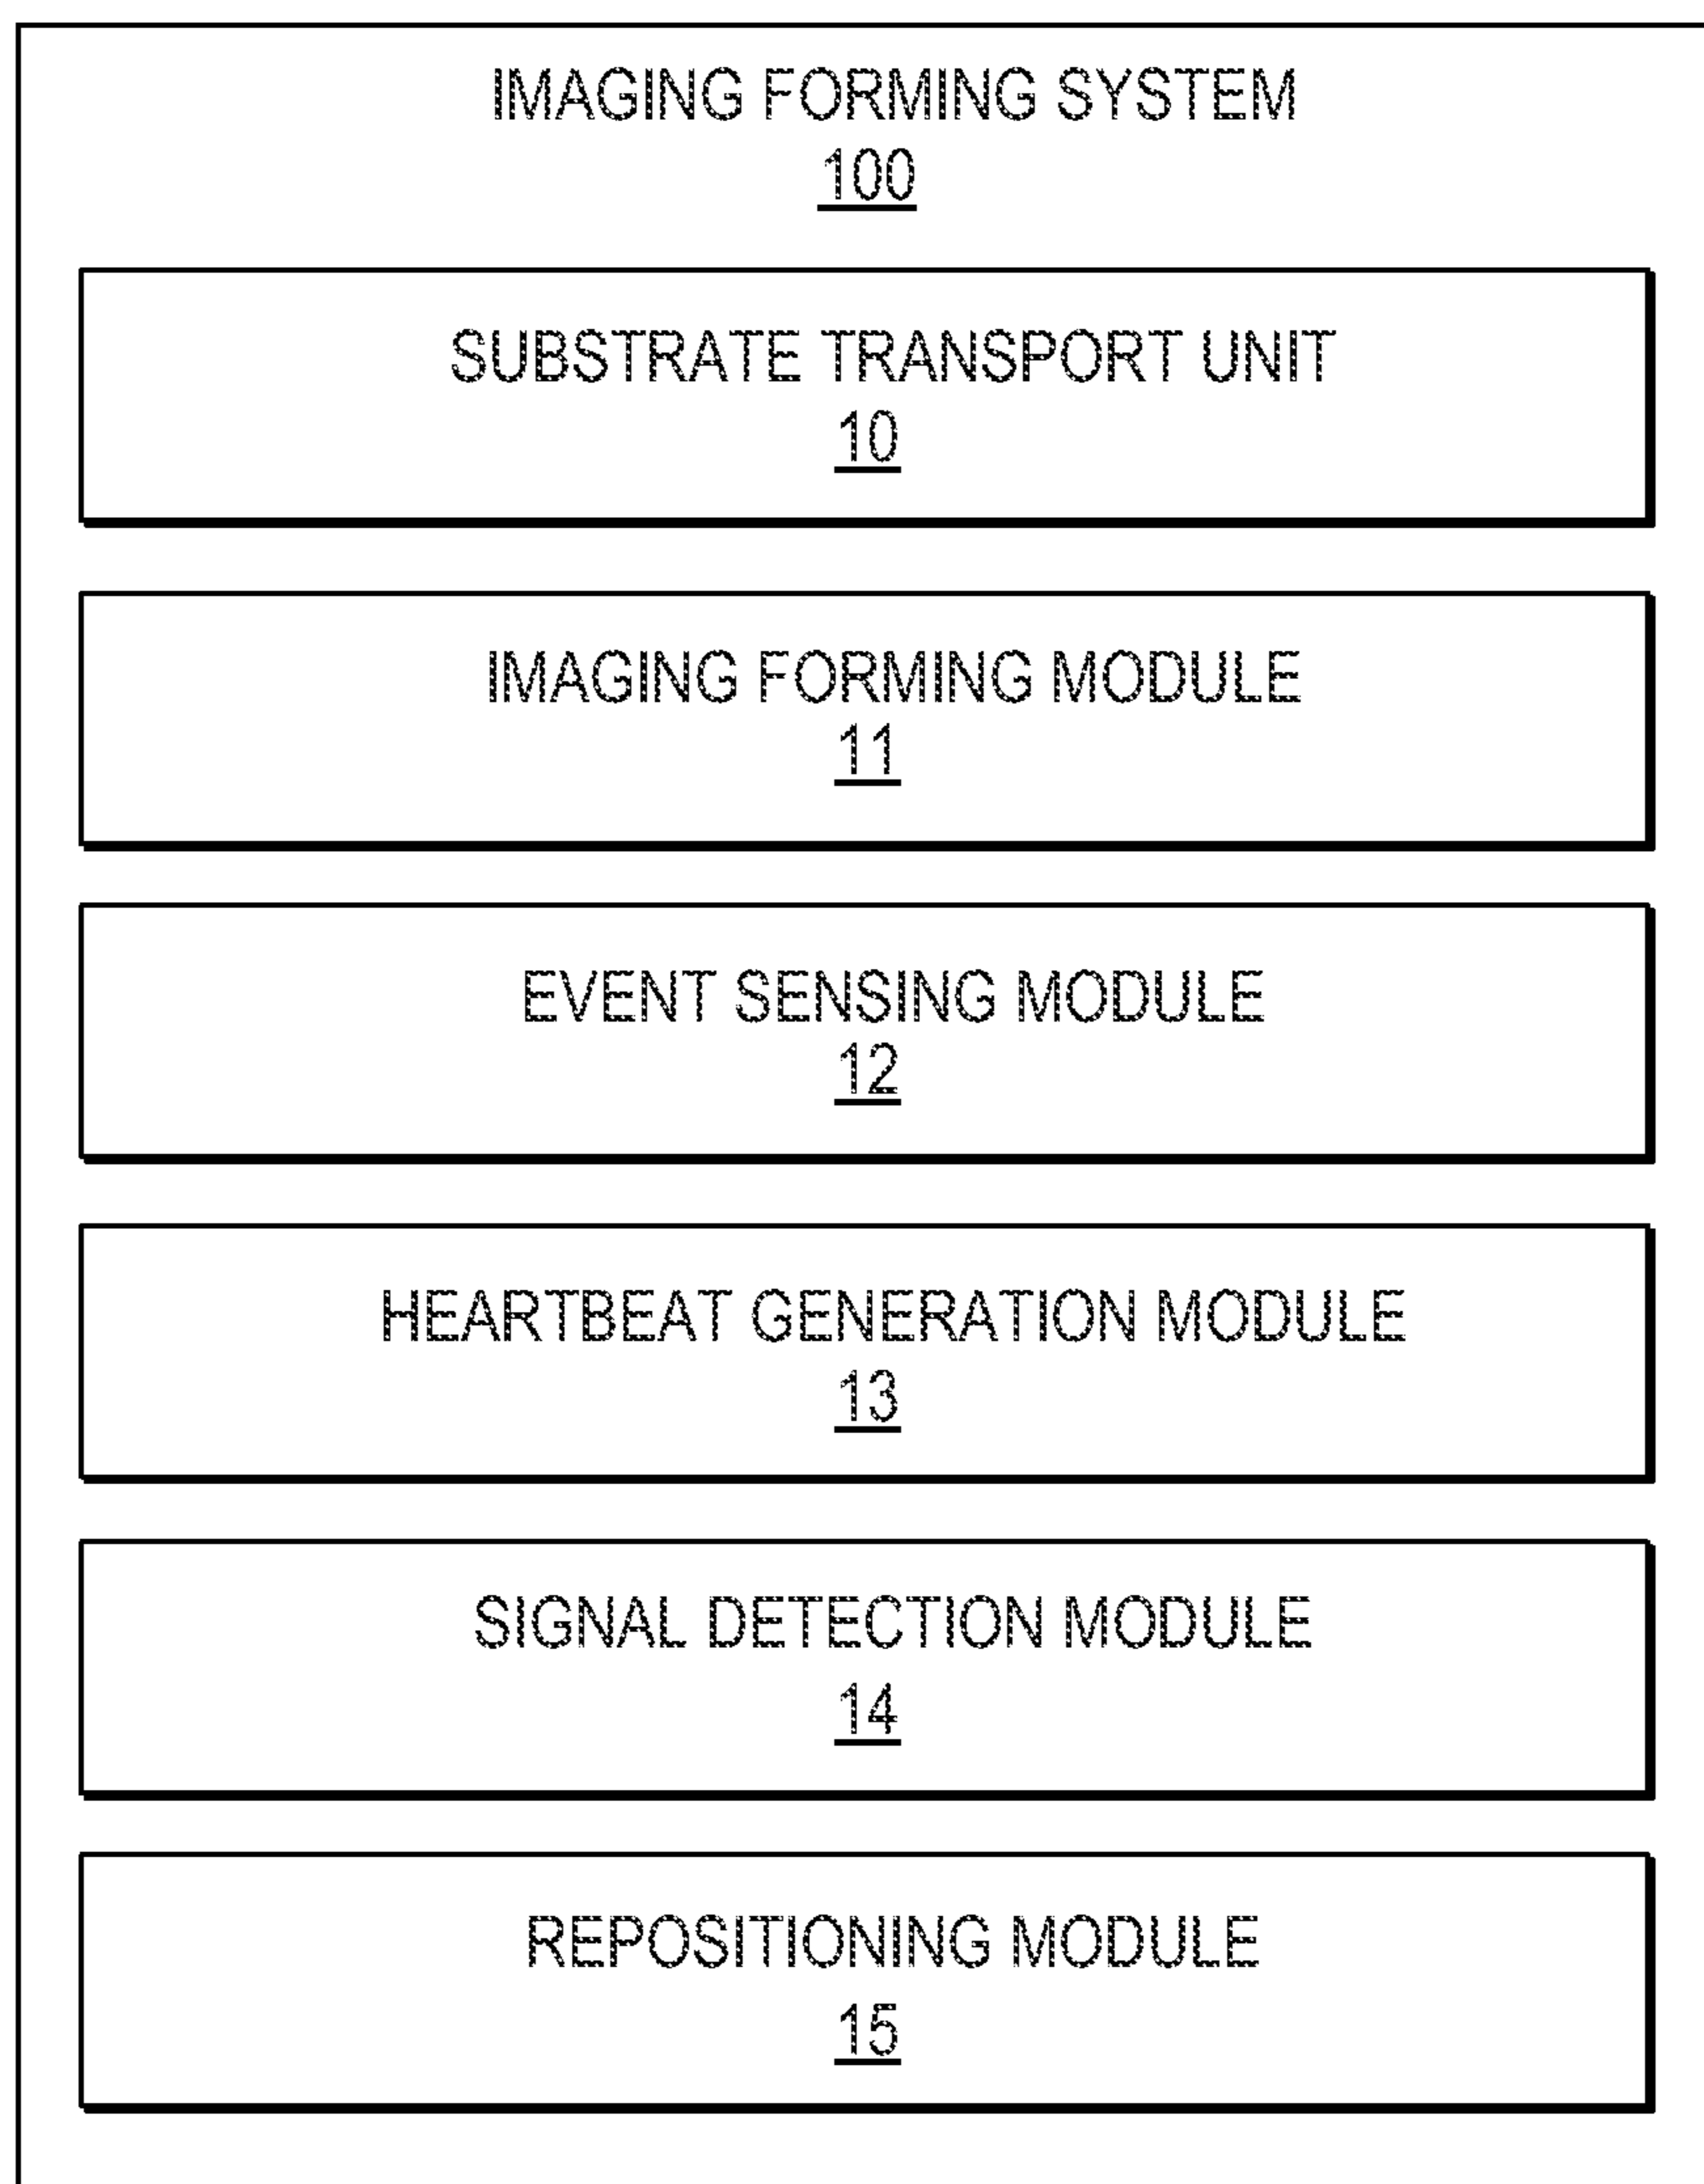 IMAGING FORMING SYSTEM
100
SUBSTRATE TRANSPORT UNIT
10
IMAGING FORMING MODULE
11
EVENT SENSING MODULE
12
HEARTBEAT GENERATION MODULE
13
SIGNAL DETECTION MODULE
14
REPOSITIONING MODULE
15